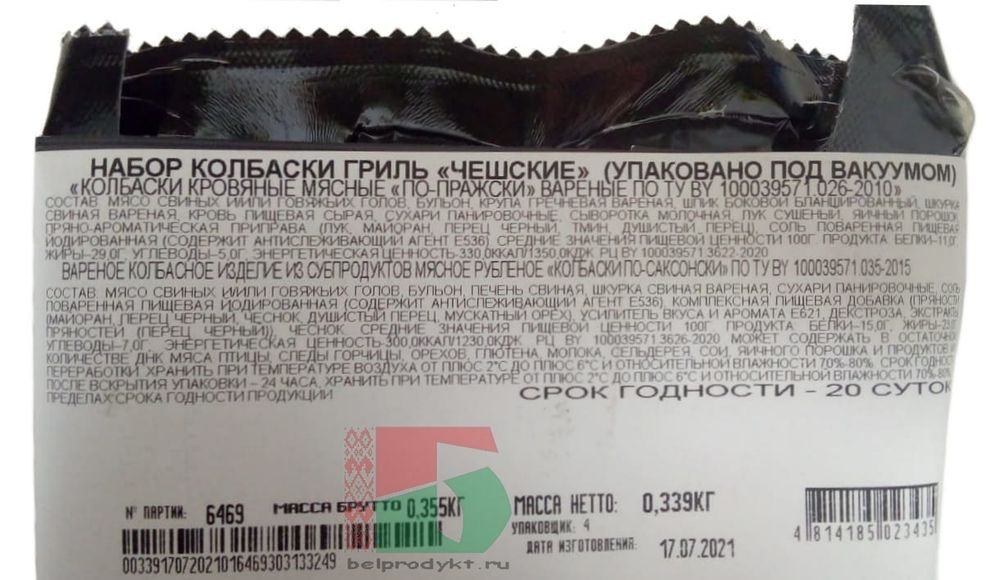 НАБОР КОЛБАСКИ ГРИЛЬ «ЧЕШСКИЕ» (УПАКОВАНО ПОД ВАКУУМОМ)
«КОЛБАСКИ КРОВЯНЫЕ МЯСНЫЕ «ПО-ПРАЖСКИ» ВАРЕНЫЕ ПО ТУ BY 100039571.026-2010»
СОСТАВ МЯСО СВИНЫХ ИИЛИ ГОВЯЖЬИХ ГОЛОВ, БУЛЬОН, КРУПА ГРЕЧНЕВАЯ ВАРЕНАЯ, ШПИК БОКОВОЙ БЛАНШИРОВАННЫЙ, ШКУРКА
СВИНАЯ ВАРЕНАЯ, КРОВЬ ПИЩЕВАЯ СЫРАЯ, СУХАРИ ПАНИРОВОЧНЫЕ, СЫВОРОТКА МОЛОЧНАЯ, ЛУК СУШЕНЫЙ, ЯИЧНЫЙ ПОРОШОК,
ПРЯНО-АРОМАТИЧЕСКАЯ ПРИПРАВА (ЛУК, МАЙОРАН, ПЕРЕЦ ЧЕРНЫЙ, ТМИН, ДУШИСТЫЙ ПЕРЕЦ), СОЛЬ ПОВАРЕННАЯ ПИЩЕВАЯ
ЙОДИРОВАННАЯ (СОДЕРЖИТ АНТИСЛЕЖИВАЮЩИЙ АГЕНТ Е536) СРЕДНИЕ ЗНАЧЕНИЯ ПИЩЕВОЙ ЦЕННОСТИ 100Г. ПРОДУКТА БЕЛКИ-11,0Г,
ЖИРЫ-29,0Г, УГЛЕВОДЫ-5,0Г, ЭНЕРГЕТИЧЕСКАЯ ЦЕННОСТЬ-330,0ККАЛ/1350,0КДЖ. РЦ BY 100039571.3622-2020
ВАРЕНОЕ КОЛБАСНОЕ ИЗДЕЛИЕ ИЗ СУБПРОДУКТОВ МЯСНОЕ РУБЛЕНОЕ «КОЛБАСКИ ПО-САКСОНСКИ» ПО ТУ BY 100039571.035-2015
СОСТАВ МЯСО СВИНЫХ ИИЛИ ГОВЯЖЬИХ ГОЛОВ, БУЛЬОН, ПЕЧЕНЬ СВИНАЯ, ШКУРКА СВИНАЯ ВАРЕНАЯ, СУХАРИ ПАНИРОВОЧНЫЕ, СОЛЬ
ПОВАРЕННАЯ ПИЩЕВАЯ ЙОДИРОВАННАЯ (СОДЕРЖИТ АНТИСЛЕЖИВАЮЩИЙ АГЕНТ Е536), КОМПЛЕКСНАЯ ПИЩЕВАЯ ДОБАВКА (ПРЯНОСТИ
(МАЙОРАН, ПЕРЕЦ ЧЕРНЫЙ, ЧЕСНОК, ДУШИСТЫЙ ПЕРЕЦ, МУСКАТНЫЙ ОРЕХ), УСИЛИТЕЛЬ ВКУСА И АРОМАТА Е621, ДЕКСТРОЗА, ЭКСТРАКТЫ
ПРЯНОСТЕЙ (ПЕРЕЦ ЧЕРНЫЙ)), ЧЕСНОК СРЕДНИЕ ЗНАЧЕНИЯ ПИЩЕВОЙ ЦЕННОСТИ 100Г. ПРОДУКТА БЕЛКИ-15,0Г, ЖИРЫ-23,0Г
УГЛЕВОДЫ-7,0Г, ЭНЕРГЕТИЧЕСКАЯ ЦЕННОСТЬ-300,0ККАЛ/1230,0КДЖ. РЦ BY 100039571.3626-2020 МОЖЕТ СОДЕРЖАТЬ В ОСТАТОЧН
КОЛИЧЕСТВЕ ДНК МЯСА ПТИЦЫ, СЛЕДЫ ГОРЧИЦЫ, ОРЕХОВ, ГЛЮТЕНА, МОЛОКА, СЕЛЬДЕРЕЯ, СОИ, ЯИЧНОГО ПОРОШКА И ПРОДУКТОВ
ПЕРЕРАБОТКИ. ХРАНИТЬ ПРИ ТЕМПЕРАТУРЕ ВОЗДУХА ОТ ПЛЮС 2°С ДО ПЛЮС 6°С И ОТНОСИТЕЛЬНОЙ ВЛАЖНОСТИ 70%-80%. СРОК ГОДНО
ПОСЛЕ ВСКРЫТИЯ УПАКОВКИ – 24 ЧАСА, ХРАНИТЬ ПРИ ТЕМПЕРАТУРЕ ОТ ПЛЮС 2°С ДО ПЛЮС 6°С И ОТНОСИТЕЛЬНОЙ ВЛАЖНОСТИ 70%-80%
ПРЕДЕЛАХ СРОКА ГОДНОСТИ ПРОДУКЦИИ
СРОК ГОДНОСТИ - 20 СУТОК
№ ПАРТИИ: 6469 МАССА БРУТТО 0,355КГ МАССА НЕТТО: 0,339КГ
УПАКОВЩИК: 4
ДАТА ИЗГОТОВЛЕНИЯ: 17.07.2021
00339170720210164693031332​49
4 814185 023435
belprodykt.ru